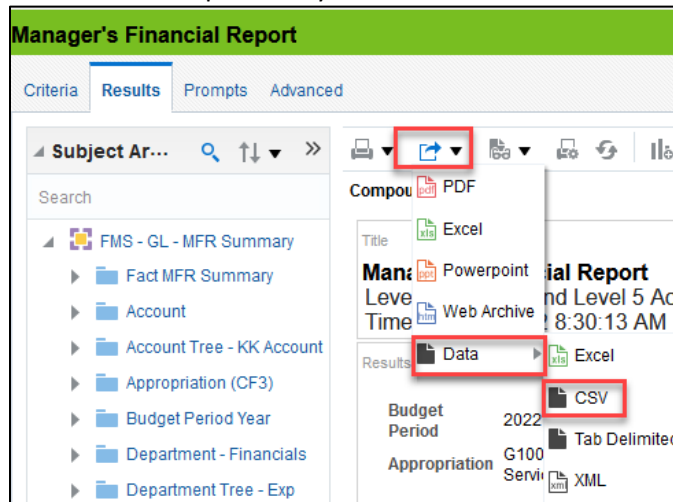 Manager's Financial Report
Criteria Results Prompts Advanced
Subject Ar...
Search
FMS - GL - MFR Summary
Fact MFR Summary
Account
Account Tree - KK Account
Appropriation (CF3)
Budget Period Year
Department - Financials
Department Tree - Exp
Compou
pdf PDF
xls Excel
ppt Powerpoint
htm Web Archive
Data
xls Excel
CSV
Tab Delimited
xml XML
Title
Mana ial Report
Leve nd Level 5 Ac
Time 8:30:13 AM
Results
Budget Period 2022
Appropriation G100
Servi